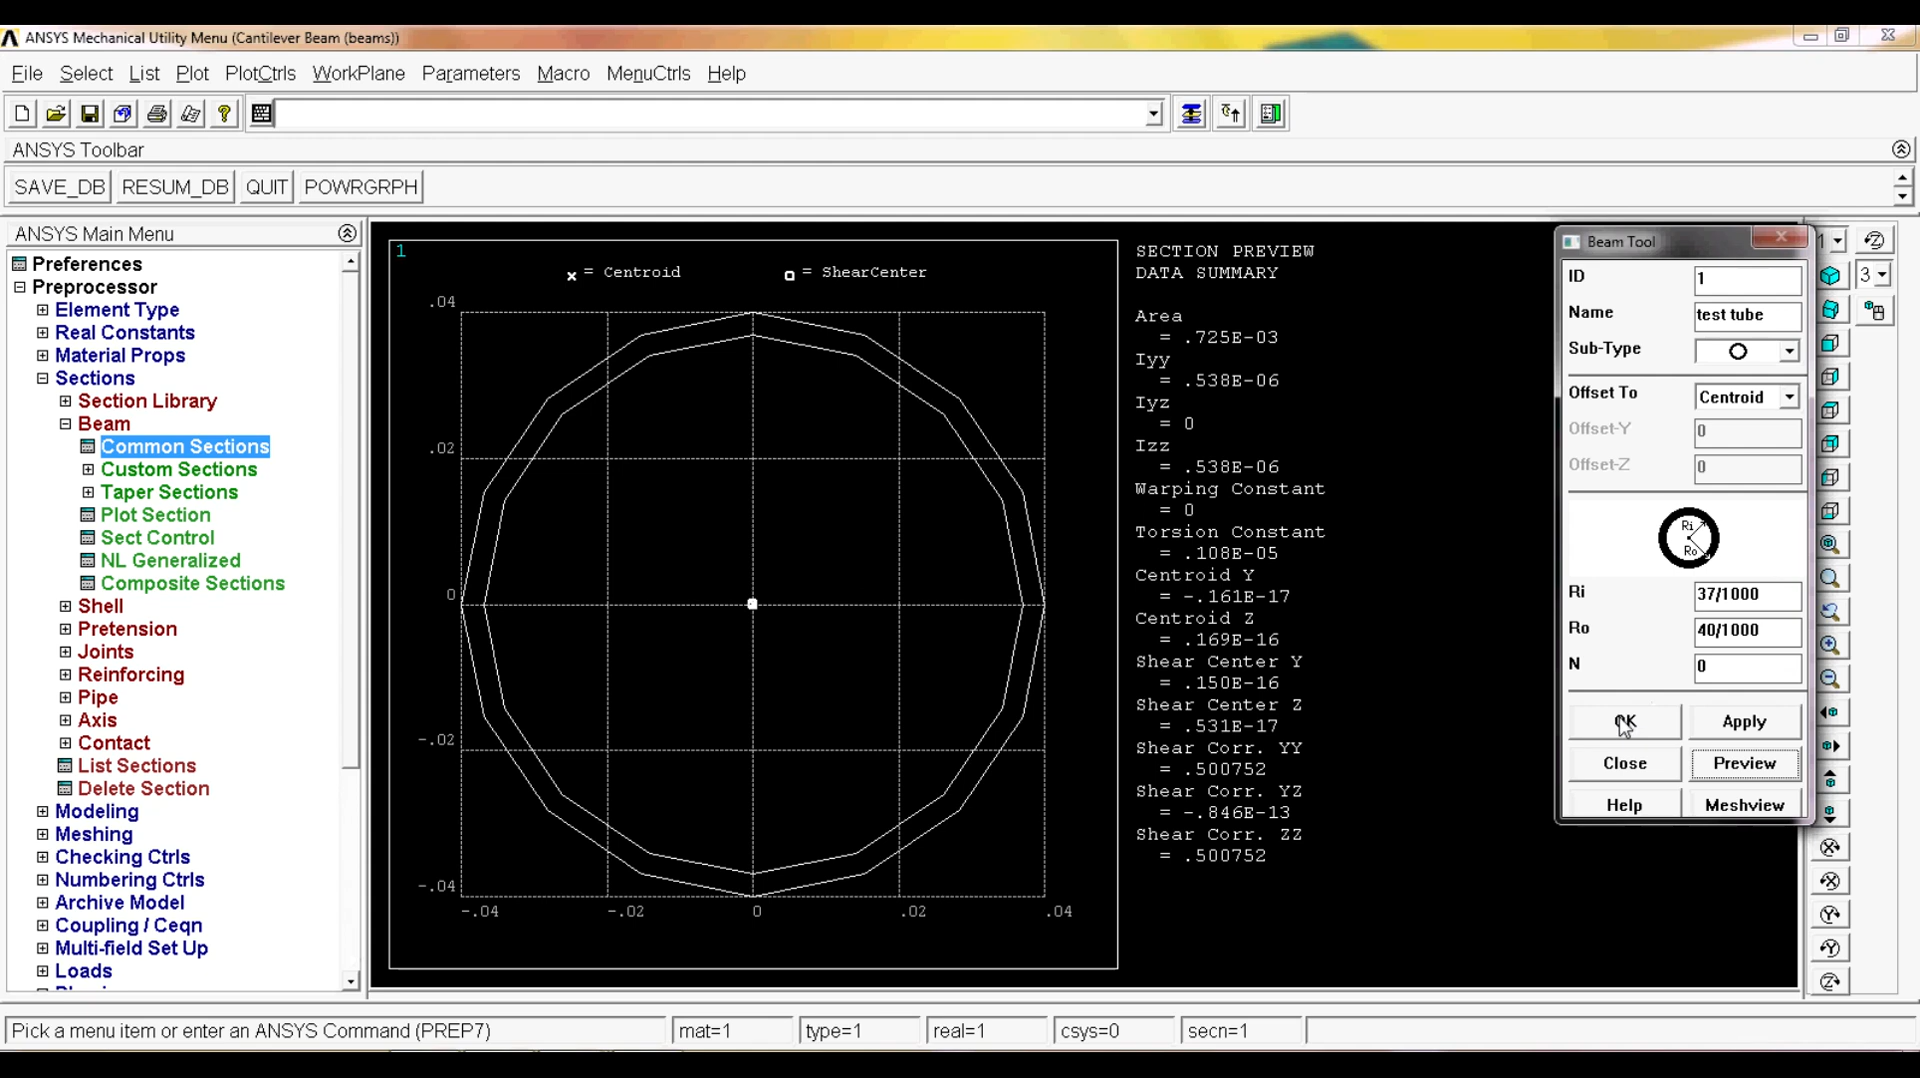 ANSYS Mechanical Utility Menu (Cantilever Beam (beams))
File Select List Plot PlotCtrls WorkPlane Parameters Macro MenuCtrls Help
ANSYS Toolbar
SAVE_DB RESUM_DB QUIT POWRGRPH
ANSYS Main Menu
Preferences
Preprocessor
Element Type
Real Constants
Material Props
Sections
Section Library
Beam
Common Sections
Custom Sections
Taper Sections
Plot Section
Sect Control
NL Generalized
Composite Sections
Shell
Pretension
Joints
Reinforcing
Pipe
Axis
Contact
List Sections
Delete Section
Modeling
Meshing
Checking Ctrls
Numbering Ctrls
Archive Model
Coupling / Ceqn
Multi-field Set Up
Loads
1
x = Centroid
= ShearCenter
.04
.02
0
-.02
-.04
-.04 -.02 0 .02 .04
SECTION PREVIEW
DATA SUMMARY
Area
= .725E-03
Iyy
= .538E-06
Iyz
= 0
Izz
= .538E-06
Warping Constant
= 0
Torsion Constant
= .108E-05
Centroid Y
= -.161E-17
Centroid Z
= .169E-16
Shear Center Y
= .150E-16
Shear Center Z
= .531E-17
Shear Corr. YY
= .500752
Shear Corr. YZ
= -.846E-13
Shear Corr. ZZ
= .500752
Beam Tool
ID 1
Name test tube
Sub-Type
Offset To Centroid
Offset-Y 0
Offset-Z 0
Ri
Ro
Ri 37/1000
Ro 40/1000
N 0
OK Apply
Close Preview
Help Meshview
1
3
Pick a menu item or enter an ANSYS Command (PREP7) mat=1 type=1 real=1 csys=0 secn=1